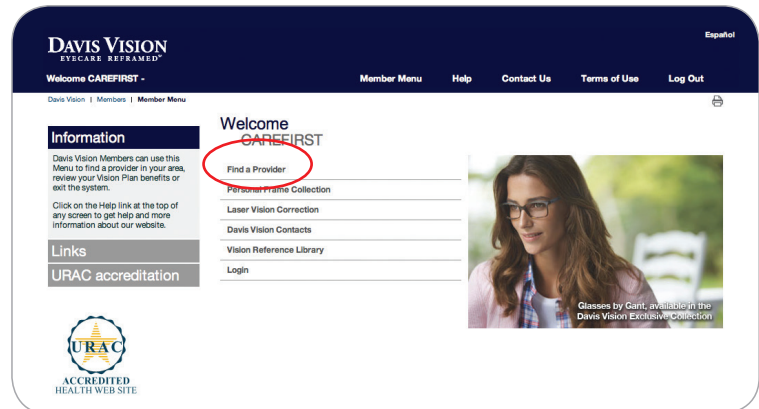 Español
DAVIS VISION
EYECARE REFRAMED
Welcome CAREFIRST -
Member Menu Help Contact Us Terms of Use Log Out
Davis Vision | Members | Member Menu
Information
Davis Vision Members can use this
Menu to find a provider in your area,
review your Vision Plan benefits or
exit the system.
Click on the Help link at the top of
any screen to get help and more
information about our website.
Links
URAC accreditation
URAC
ACCREDITED
HEALTH WEB SITE
Welcome
CAREFIRST
Find a Provider
Personal Frame Collection
Laser Vision Correction
Davis Vision Contacts
Vision Reference Library
Login
Glasses by Gant, available in the
Davis Vision Exclusive Collection